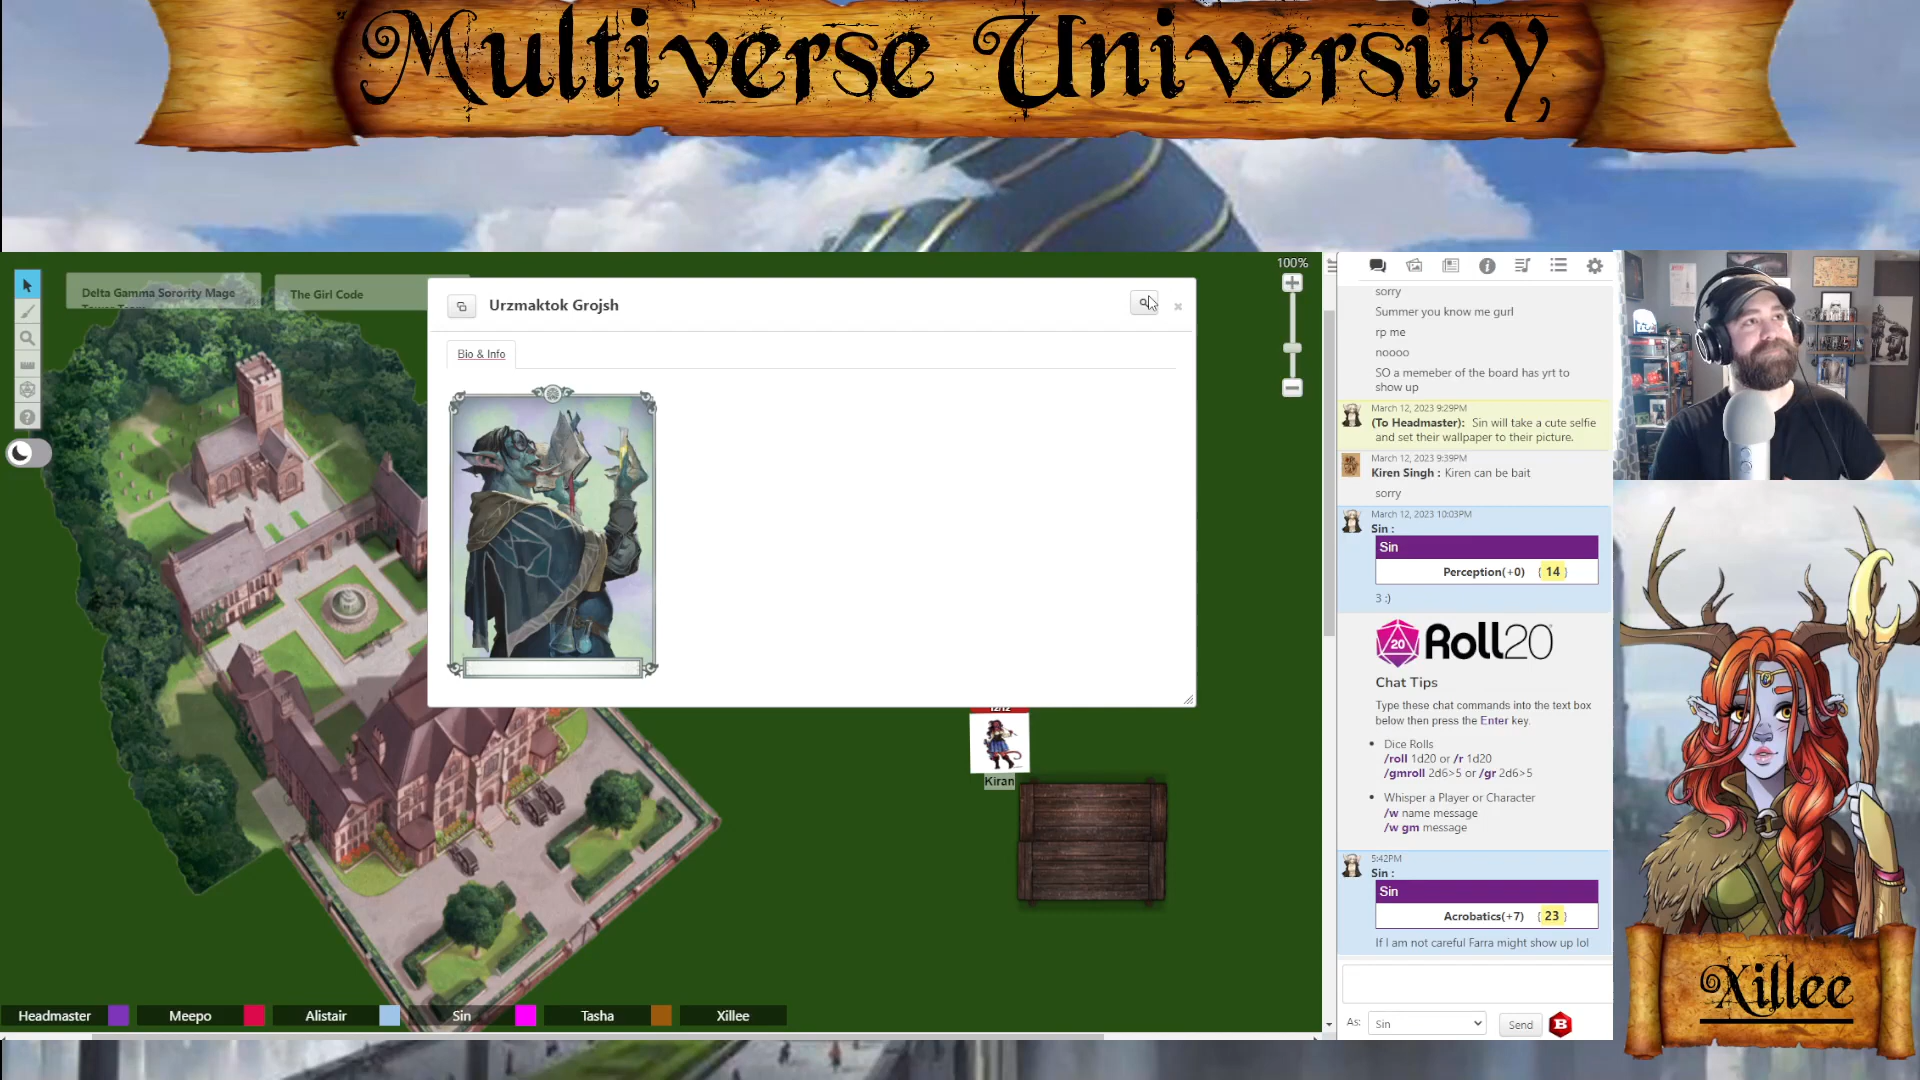 Multiverse University
100%
Delta Gamma Sorority Mage
Tower Team
The Girl Code
Urzmaktok Grojsh
Bio & Info
12/12
Kiran
sorry
Summer you know me gurl
rp me
noooo
SO a memeber of the board has yrt to
show up
March 12, 2023 9:29PM
(To Headmaster): Sin will take a cute selfie
and set their wallpaper to their picture.
March 12, 2023 9:39PM
Kiren Singh : Kiren can be bait
sorry
March 12, 2023 10:03PM
Sin :
Sin
Perception(+0) (14)
3 :)
20 Roll20
Chat Tips
Type these chat commands into the text box
below then press the Enter key.
• Dice Rolls
/roll 1d20 or /r 1d20
/gmroll 2d6>5 or /gr 2d6>5
• Whisper a Player or Character
/w name message
/w gm message
5:42PM
Sin :
Sin
Acrobatics(+7) (23)
If I am not careful Farra might show up lol
As: Sin Send B
Headmaster Meepo Alistair Sin Tasha Xillee
Xillee